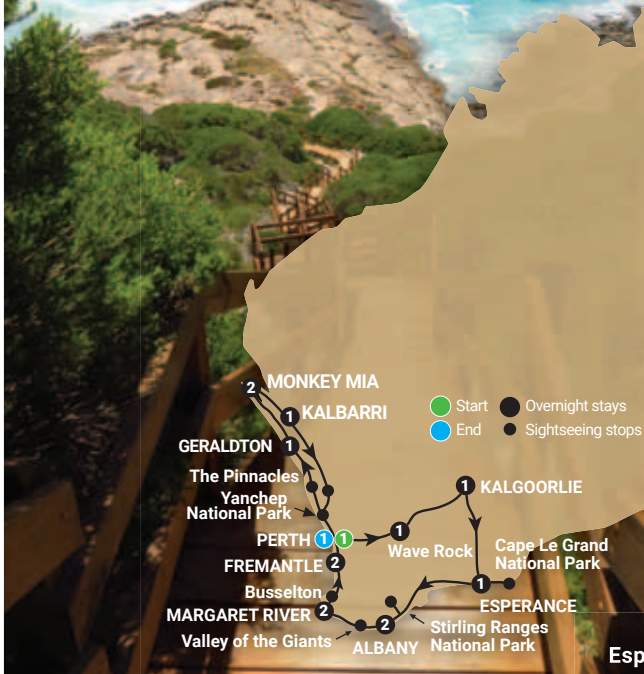 2 MONKEY MIA
1 KALBARRI
GERALDTON 1
The Pinnacles
Yanchep
National Park
PERTH 1 1
FREMANTLE 2
Busselton
MARGARET RIVER 2
Valley of the Giants
2
ALBANY
Stirling Ranges
National Park
1
ESPERANCE
Cape Le Grand
National Park
1
Wave Rock
1 KALGOORLIE
Start
Overnight stays
End
Sightseeing stops
Esp